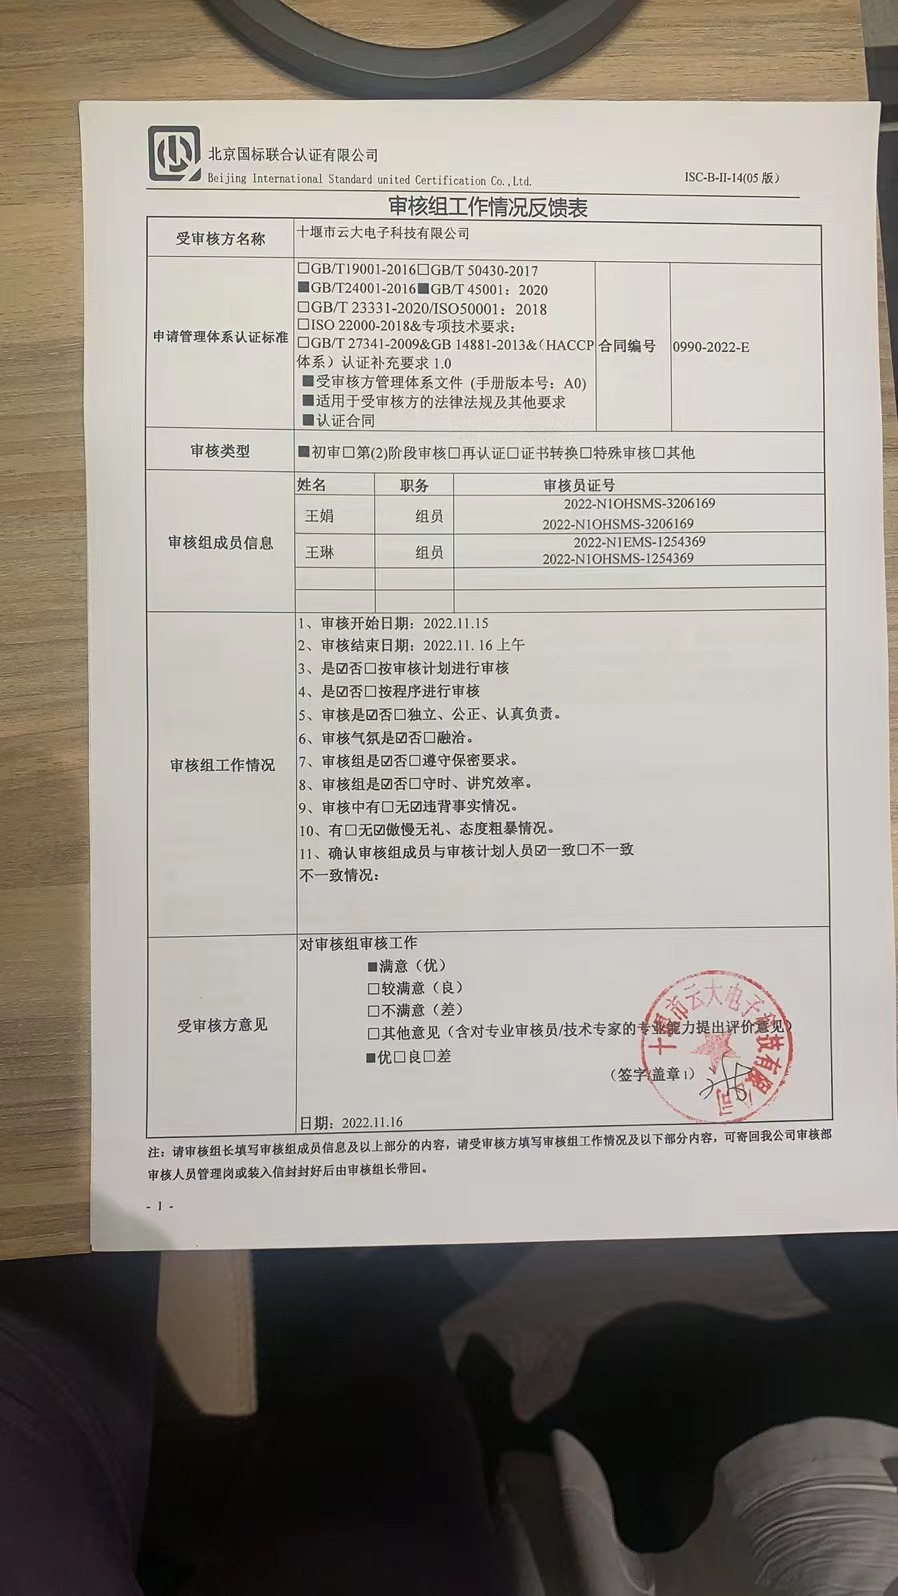 北京国标联合认证有限公司
Beijing International Standard united Certification Co.,Ltd.
ISC-B-II-14(05 版)
审核组工作情况反馈表
受审核方名称
十堰市云大电子科技有限公司
申请管理体系认证标准
□GB/T19001-2016□GB/T 50430-2017
■GB/T24001-2016■GB/T 45001：2020
□GB/T 23331-2020/ISO50001：2018
□ISO 22000-2018&专项技术要求:
□GB/T 27341-2009&GB 14881-2013&（HACCP
体系）认证补充要求 1.0
■受审核方管理体系文件 (手册版本号：A0)
■适用于受审核方的法律法规及其他要求
■认证合同
合同编号
0990-2022-E
审核类型
■初审□第(2)阶段审核□再认证□证书转换□特殊审核□其他
审核组成员信息
姓名 职务 审核员证号
王娟 组员 2022-N1OHSMS-3206169
2022-N1OHSMS-3206169
王琳 组员 2022-N1EMS-1254369
2022-N1OHSMS-1254369
审核组工作情况
1、审核开始日期：2022.11.15
2、审核结束日期：2022.11. 16 上午
3、是☑否□按审核计划进行审核
4、是☑否□按程序进行审核
5、审核是☑否□独立、公正、认真负责。
6、审核气氛是☑否□融洽。
7、审核组是☑否□遵守保密要求。
8、审核组是☑否□守时、讲究效率。
9、审核中有□无☑违背事实情况。
10、有□无☑傲慢无礼、态度粗暴情况。
11、确认审核组成员与审核计划人员☑一致□不一致
不一致情况:
受审核方意见
对审核组审核工作
■满意（优）
□较满意（良）
□不满意（差）
□其他意见（含对专业审核员/技术专家的专业能力提出评价意见）
■优□良□差
（签字/盖章1）
十堰市云大电子科技有限公司
日期：2022.11.16
注：请审核组长填写审核组成员信息及以上部分的内容，请受审核方填写审核组工作情况及以下部分内容，可寄回我公司审核部
审核人员管理岗或装入信封封好后由审核组长带回。
- 1 -